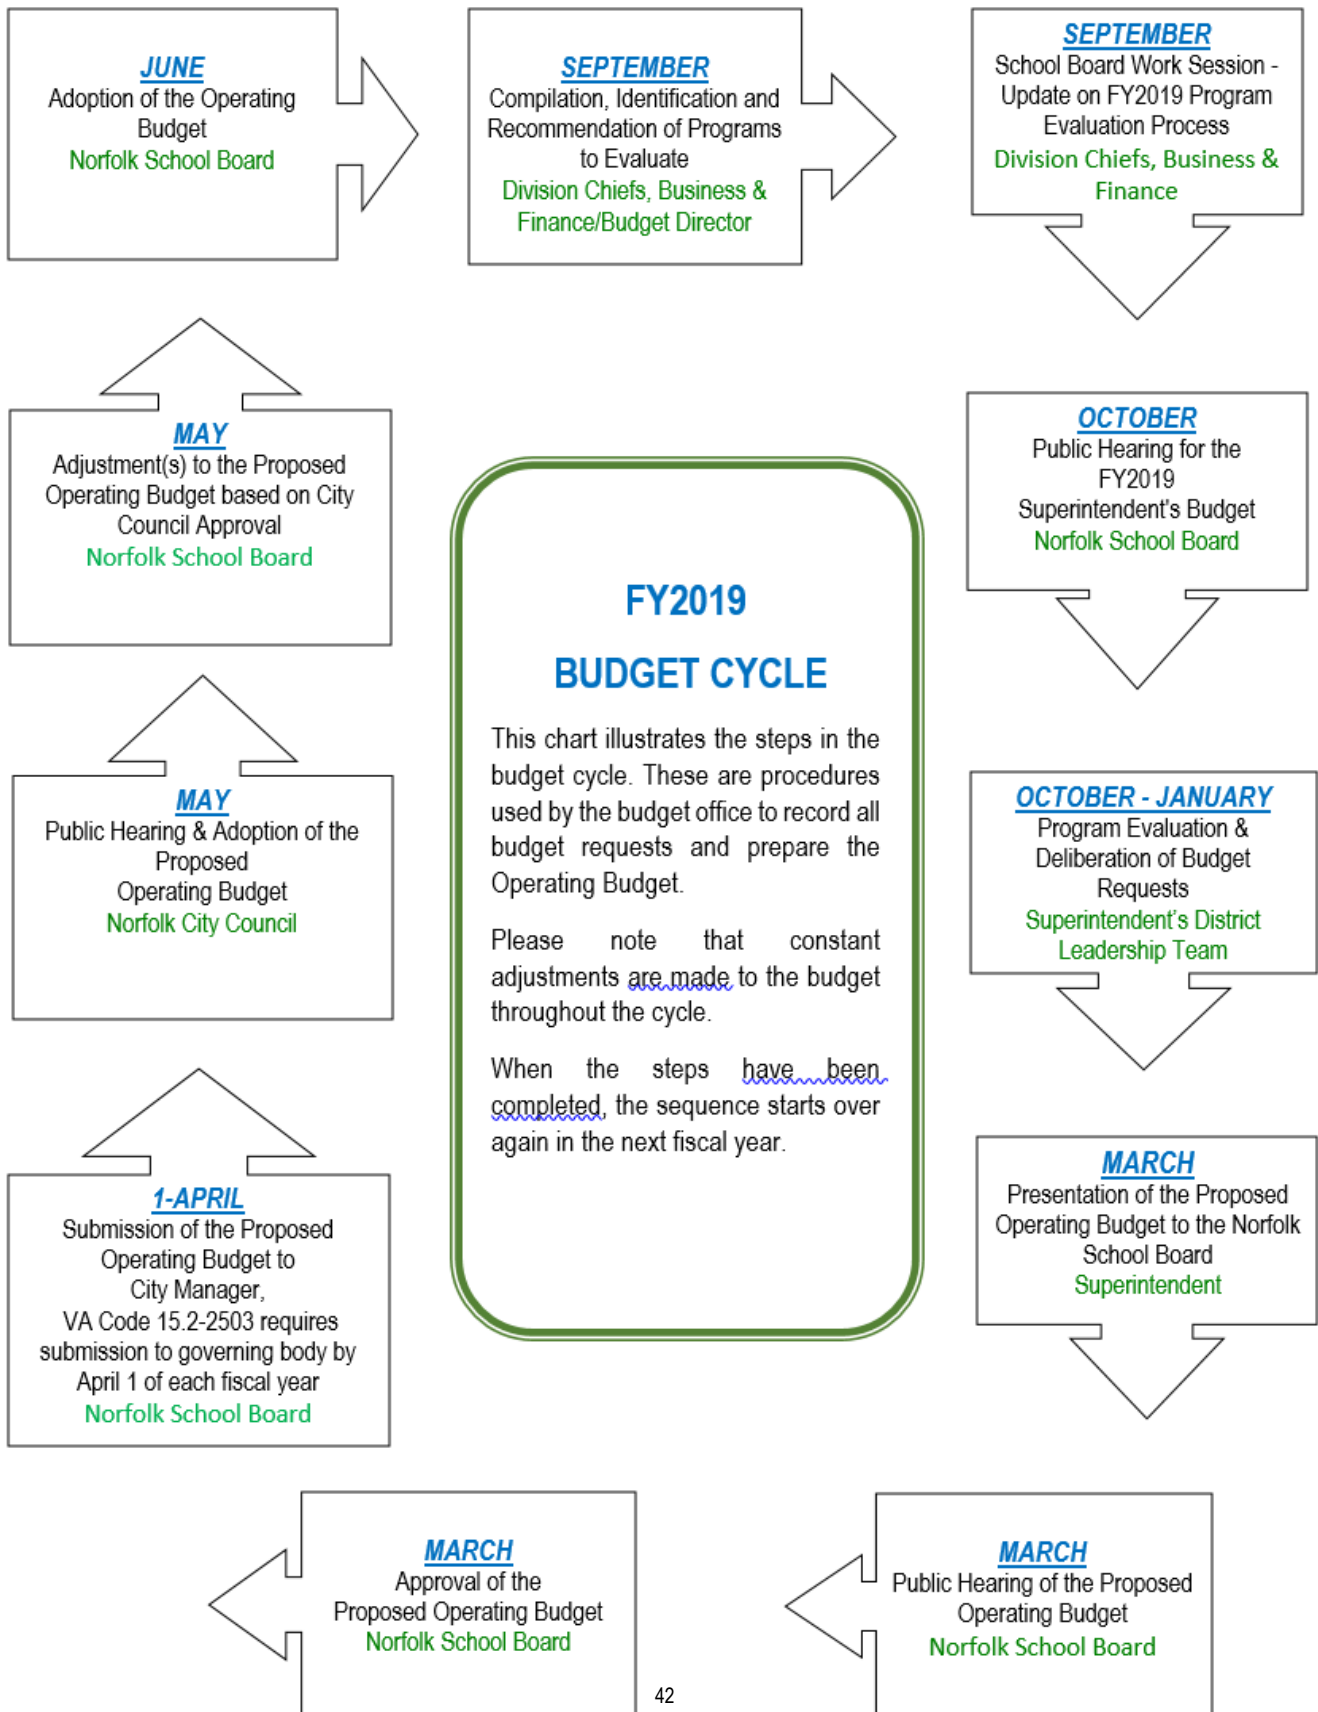 JUNE
Adoption of the Operating
Budget
Norfolk School Board
SEPTEMBER
Compilation, Identification and
Recommendation of Programs
to Evaluate
Division Chiefs, Business &
Finance/Budget Director
SEPTEMBER
School Board Work Session -
Update on FY2019 Program
Evaluation Process
Division Chiefs, Business &
Finance
OCTOBER
Public Hearing for the
FY2019
Superintendent's Budget
Norfolk School Board
OCTOBER - JANUARY
Program Evaluation &
Deliberation of Budget
Requests
Superintendent's District
Leadership Team
MARCH
Presentation of the Proposed
Operating Budget to the Norfolk
School Board
Superintendent
MARCH
Public Hearing of the Proposed
Operating Budget
Norfolk School Board
MARCH
Approval of the
Proposed Operating Budget
Norfolk School Board
1-APRIL
Submission of the Proposed
Operating Budget to
City Manager,
VA Code 15.2-2503 requires
submission to governing body by
April 1 of each fiscal year
Norfolk School Board
MAY
Public Hearing & Adoption of the
Proposed
Operating Budget
Norfolk City Council
MAY
Adjustment(s) to the Proposed
Operating Budget based on City
Council Approval
Norfolk School Board
FY2019
BUDGET CYCLE
This chart illustrates the steps in the
budget cycle. These are procedures
used by the budget office to record all
budget requests and prepare the
Operating Budget.
Please note that constant
adjustments are made to the budget
throughout the cycle.
When the steps have been
completed, the sequence starts over
again in the next fiscal year.
42